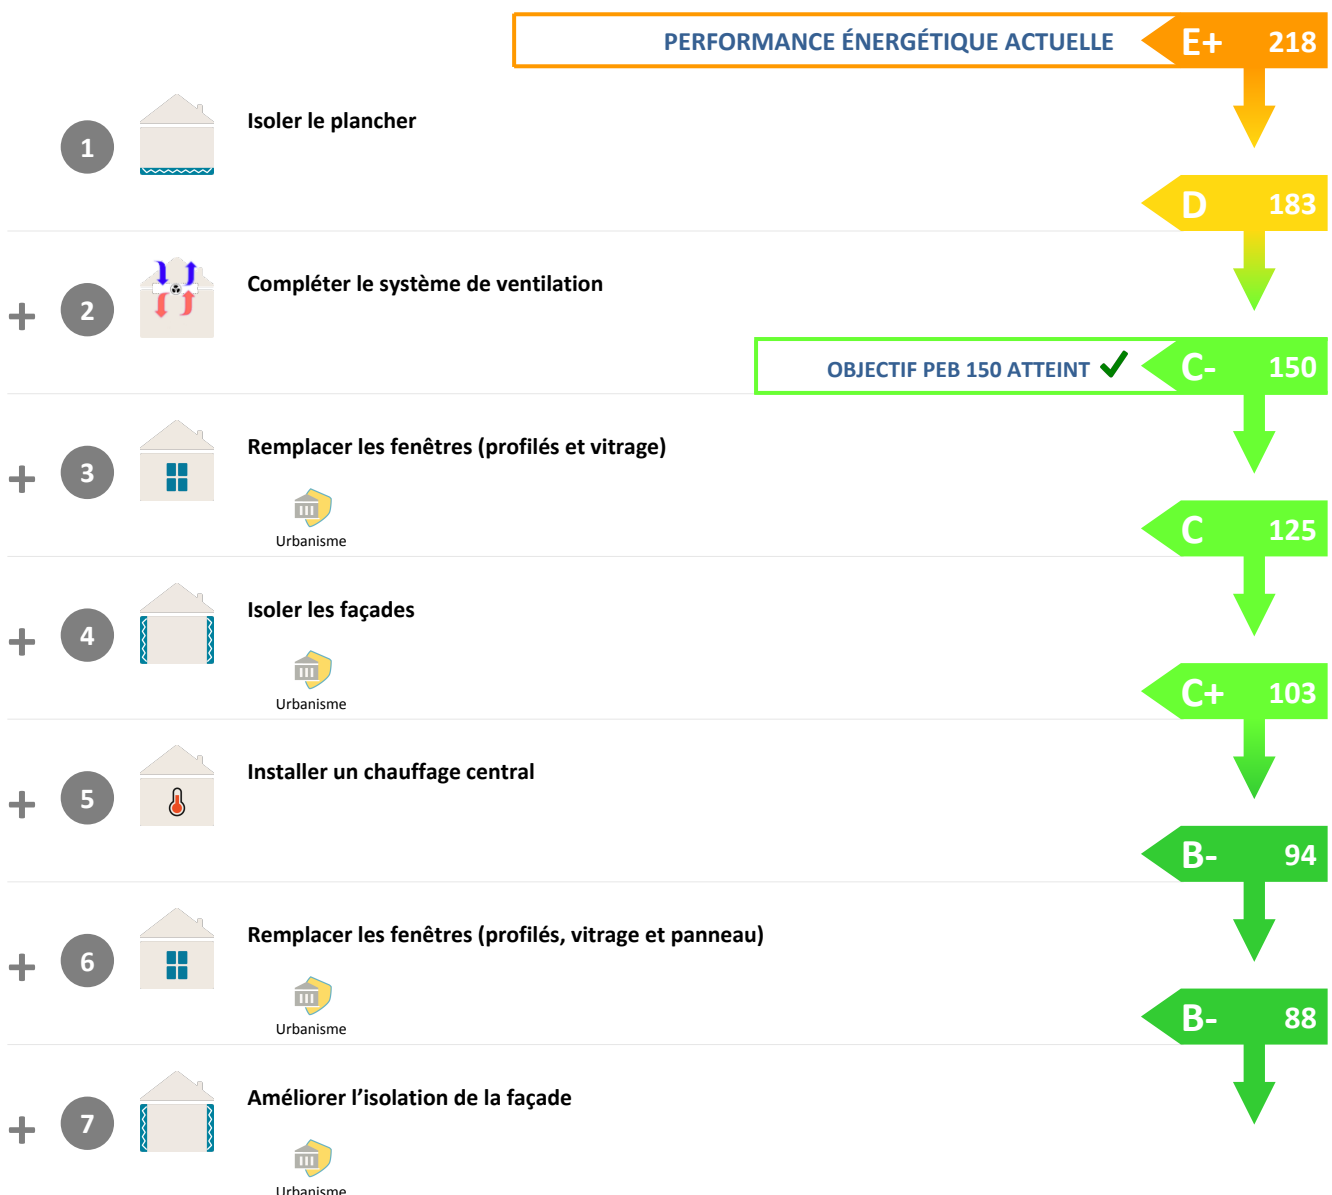 PERFORMANCE ÉNERGÉTIQUE ACTUELLE E+ 218
1 Isoler le plancher
D 183
+ 2 Compléter le système de ventilation
OBJECTIF PEB 150 ATTEINT ✓ C- 150
+ 3 Remplacer les fenêtres (profilés et vitrage)
Urbanisme
C 125
+ 4 Isoler les façades
Urbanisme
C+ 103
+ 5 Installer un chauffage central
B- 94
+ 6 Remplacer les fenêtres (profilés, vitrage et panneau)
Urbanisme
B- 88
+ 7 Améliorer l’isolation de la façade
Urbanisme